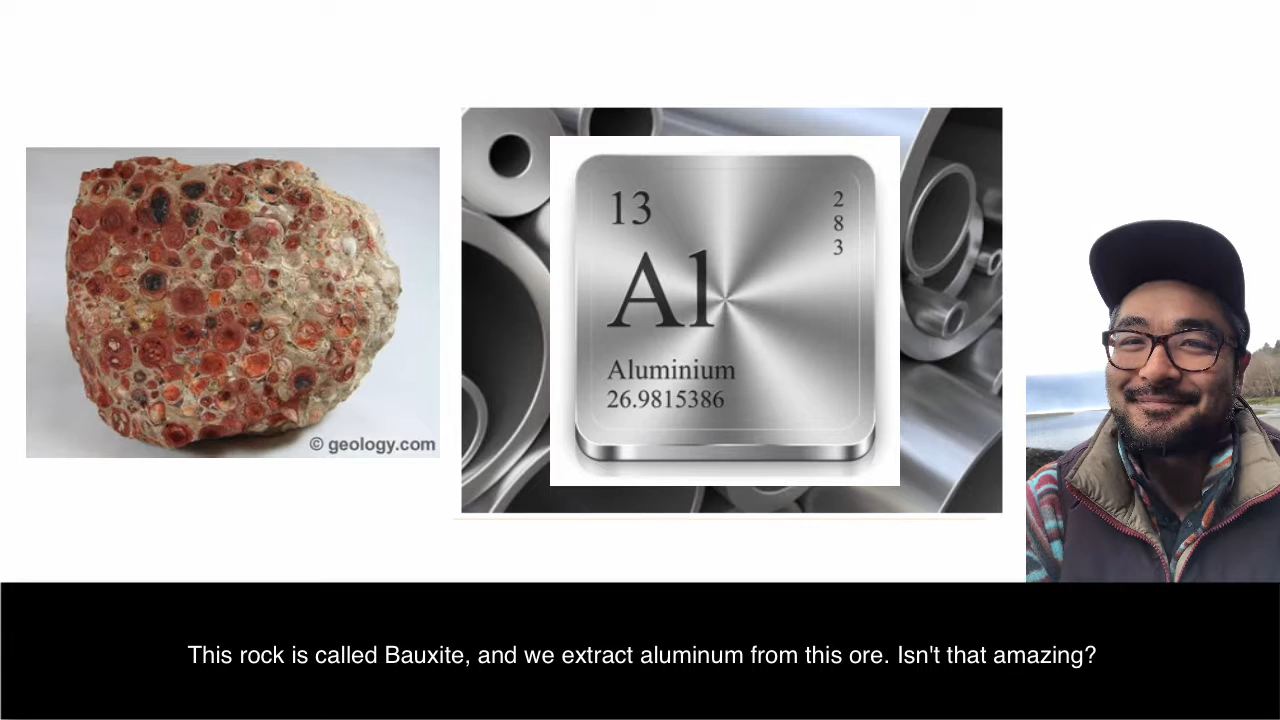 © geology.com
13
2
8
3
Al
Aluminium
26.9815386
This rock is called Bauxite, and we extract aluminum from this ore. Isn't that amazing?